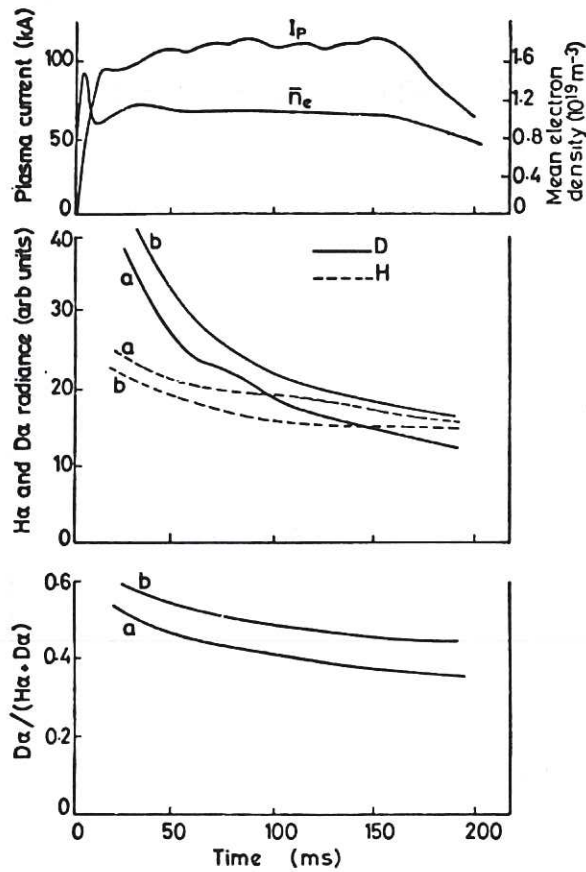 Plasma current (kA)
100
50
0
I_P
n̄_e
1.6
1.2
0.8
0.4
0
Mean electron
density (10^19 m^-3)
Hα and Dα radiance (arb units)
40
30
20
10
0
b
a
a
b
D
H
Dα/(Hα+Dα)
0.6
0.4
0.2
0
b
a
0
50
100
150
200
Time (ms)